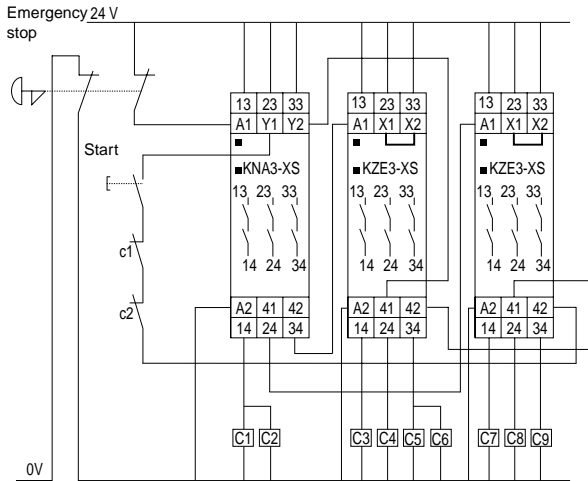 Emergency 24 V
stop
13 23 33 13 23 33 13 23 33
A1 Y1 Y2 A1 X1 X2 A1 X1 X2
Start
KNA3-XS KZE3-XS KZE3-XS
13 23 33 13 23 33 13 23 33
c1
14 24 34 14 24 34 14 24 34
c2
A2 41 42 A2 41 42 A2 41 42
14 24 34 14 24 34 14 24 34
C1 C2 C3 C4 C5 C6 C7 C8 C9
0V